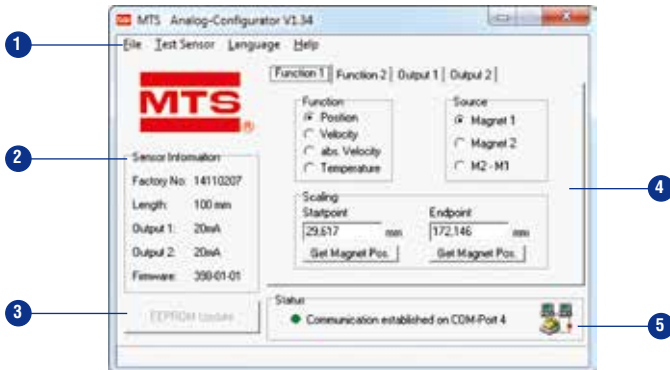 MTS Analog-Configurator V1.34
1
File Test Sensor Language Help
Function 1 Function 2 Output 1 Output 2
MTS
®
Function
Position
Velocity
abs. Velocity
Temperature
Source
Magnet 1
Magnet 2
M2 - M1
2
Sensor Information
Factory No: 14110207
Length: 100 mm
Output 1: 20mA
Output 2: 20mA
Firmware: 398-01-01
4
Scaling
Startpoint
29,617 mm
Get Magnet Pos.
Endpoint
172,146 mm
Get Magnet Pos.
3
EEPROM Update
Status
Communication established on COM-Port 4
5